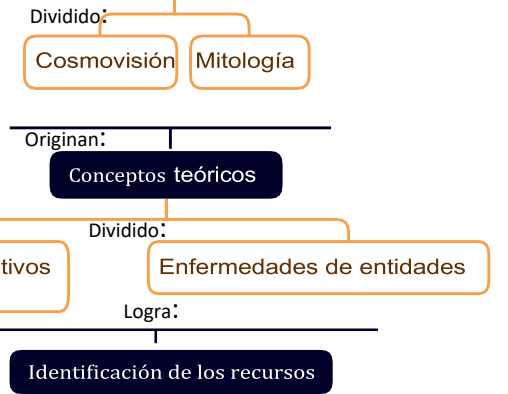 Dividido:
Cosmovisión
Mitología
Originan:
Conceptos teóricos
Dividido:
tivos
Enfermedades de entidades
Logra:
Identificación de los recursos